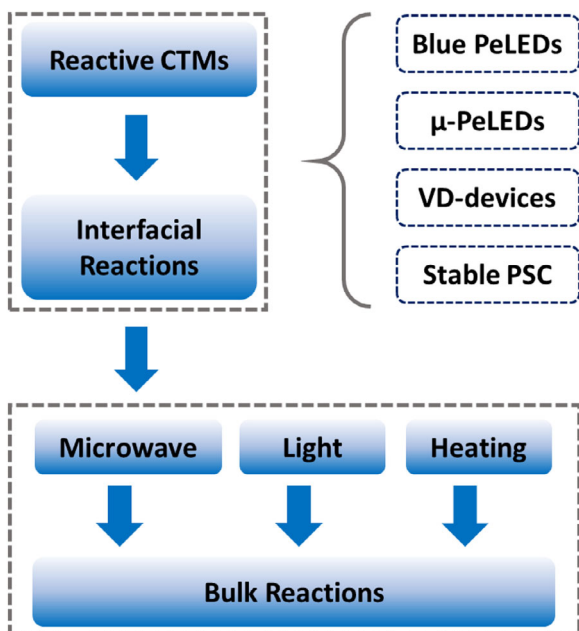 Reactive CTMs
Interfacial
Reactions
Blue PeLEDs
μ-PeLEDs
VD-devices
Stable PSC
Microwave
Light
Heating
Bulk Reactions